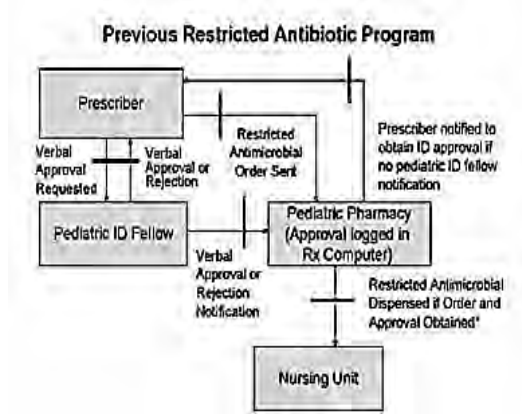 Previous Restricted Antibiotic Program
Prescriber
Verbal
Approval
Requested
Verbal
Approval or
Rejection
Restricted
Antimicrobial
Order Sent
Prescriber notified to
obtain ID approval if
no pediatric ID fellow
notification
Pediatric ID Fellow
Verbal
Approval or
Rejection
Notification
Pediatric Pharmacy
(Approval logged in
Rx Computer)
Restricted Antimicrobial
Dispensed if Order and
Approval Obtained*
Nursing Unit